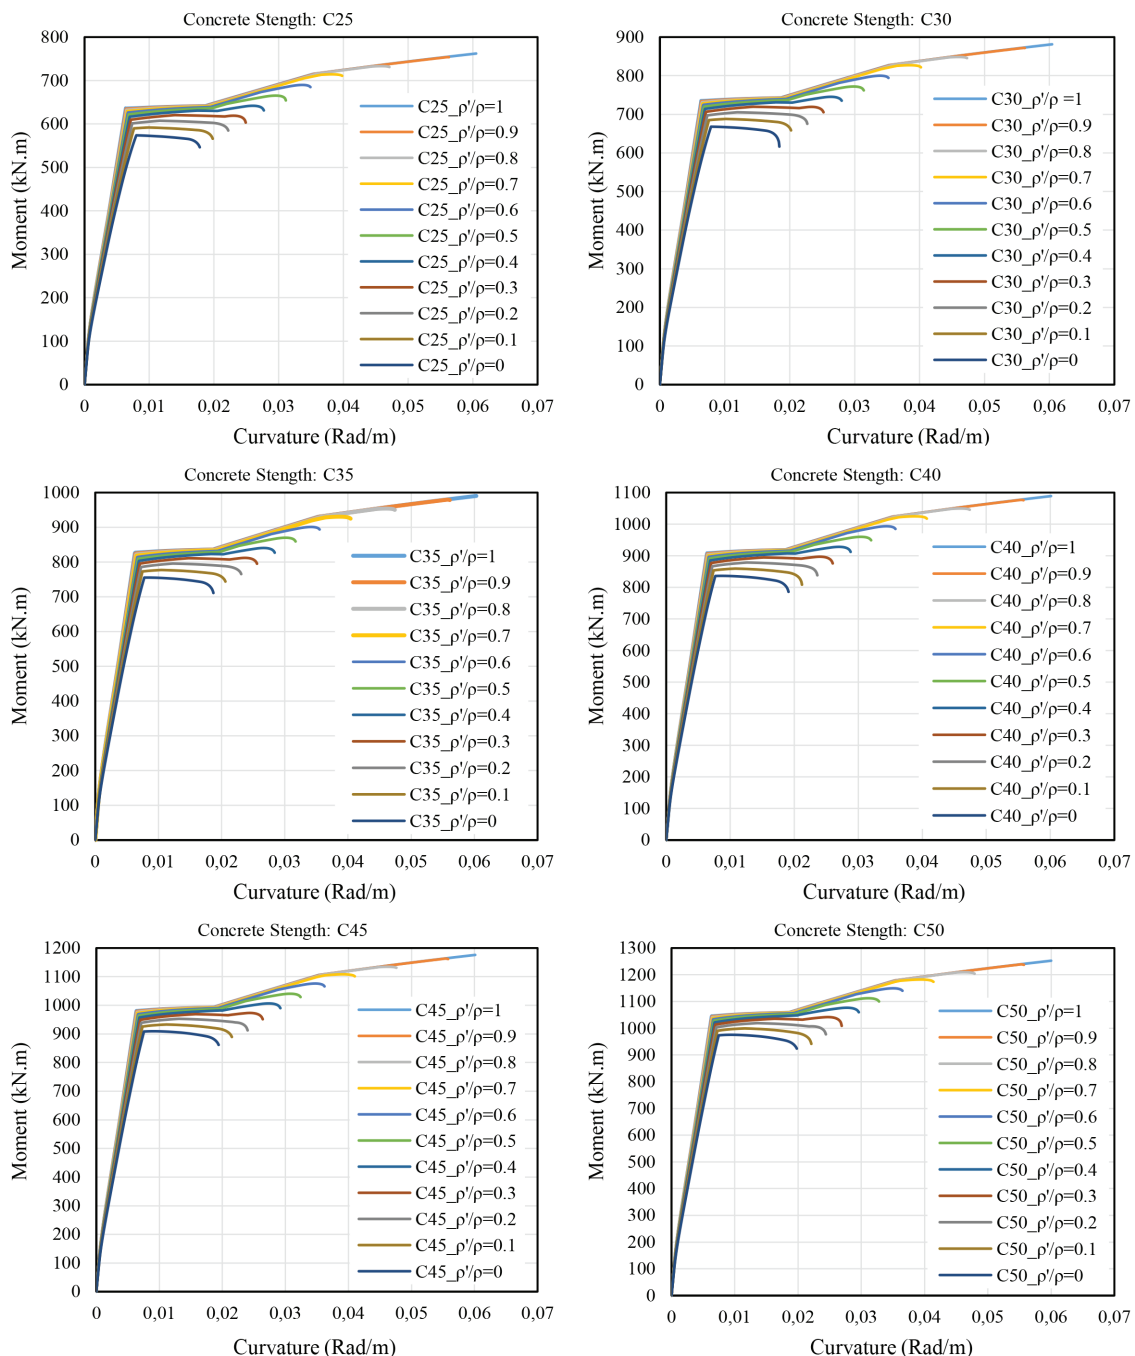 Concrete Stength: C25
800
700
600
500
400
300
200
100
0
Moment (kN.m)
C25_ρ'/ρ=1
C25_ρ'/ρ=0.9
C25_ρ'/ρ=0.8
C25_ρ'/ρ=0.7
C25_ρ'/ρ=0.6
C25_ρ'/ρ=0.5
C25_ρ'/ρ=0.4
C25_ρ'/ρ=0.3
C25_ρ'/ρ=0.2
C25_ρ'/ρ=0.1
C25_ρ'/ρ=0
0 0,01 0,02 0,03 0,04 0,05 0,06 0,07
Curvature (Rad/m)
Concrete Stength: C30
900
800
700
600
500
400
300
200
100
0
Moment (kN.m)
C30_ρ'/ρ =1
C30_ρ'/ρ=0.9
C30_ρ'/ρ=0.8
C30_ρ'/ρ=0.7
C30_ρ'/ρ=0.6
C30_ρ'/ρ=0.5
C30_ρ'/ρ=0.4
C30_ρ'/ρ=0.3
C30_ρ'/ρ=0.2
C30_ρ'/ρ=0.1
C30_ρ'/ρ=0
0 0,01 0,02 0,03 0,04 0,05 0,06 0,07
Curvature (Rad/m)
Concrete Stength: C35
1000
900
800
700
600
500
400
300
200
100
0
Moment (kN.m)
C35_ρ'/ρ=1
C35_ρ'/ρ=0.9
C35_ρ'/ρ=0.8
C35_ρ'/ρ=0.7
C35_ρ'/ρ=0.6
C35_ρ'/ρ=0.5
C35_ρ'/ρ=0.4
C35_ρ'/ρ=0.3
C35_ρ'/ρ=0.2
C35_ρ'/ρ=0.1
C35_ρ'/ρ=0
0 0,01 0,02 0,03 0,04 0,05 0,06 0,07
Curvature (Rad/m)
Concrete Stength: C40
1100
1000
900
800
700
600
500
400
300
200
100
0
Moment (kN.m)
C40_ρ'/ρ=1
C40_ρ'/ρ=0.9
C40_ρ'/ρ=0.8
C40_ρ'/ρ=0.7
C40_ρ'/ρ=0.6
C40_ρ'/ρ=0.5
C40_ρ'/ρ=0.4
C40_ρ'/ρ=0.3
C40_ρ'/ρ=0.2
C40_ρ'/ρ=0.1
C40_ρ'/ρ=0
0 0,01 0,02 0,03 0,04 0,05 0,06 0,07
Curvature (Rad/m)
Concrete Stength: C45
1200
1100
1000
900
800
700
600
500
400
300
200
100
0
Moment (kN.m)
C45_ρ'/ρ=1
C45_ρ'/ρ=0.9
C45_ρ'/ρ=0.8
C45_ρ'/ρ=0.7
C45_ρ'/ρ=0.6
C45_ρ'/ρ=0.5
C45_ρ'/ρ=0.4
C45_ρ'/ρ=0.3
C45_ρ'/ρ=0.2
C45_ρ'/ρ=0.1
C45_ρ'/ρ=0
0 0,01 0,02 0,03 0,04 0,05 0,06 0,07
Curvature (Rad/m)
Concrete Stength: C50
1300
1200
1100
1000
900
800
700
600
500
400
300
200
100
0
Moment (kN.m)
C50_ρ'/ρ=1
C50_ρ'/ρ=0.9
C50_ρ'/ρ=0.8
C50_ρ'/ρ=0.7
C50_ρ'/ρ=0.6
C50_ρ'/ρ=0.5
C50_ρ'/ρ=0.4
C50_ρ'/ρ=0.3
C50_ρ'/ρ=0.2
C50_ρ'/ρ=0.1
C50_ρ'/ρ=0
0 0,01 0,02 0,03 0,04 0,05 0,06 0,07
Curvature (Rad/m)